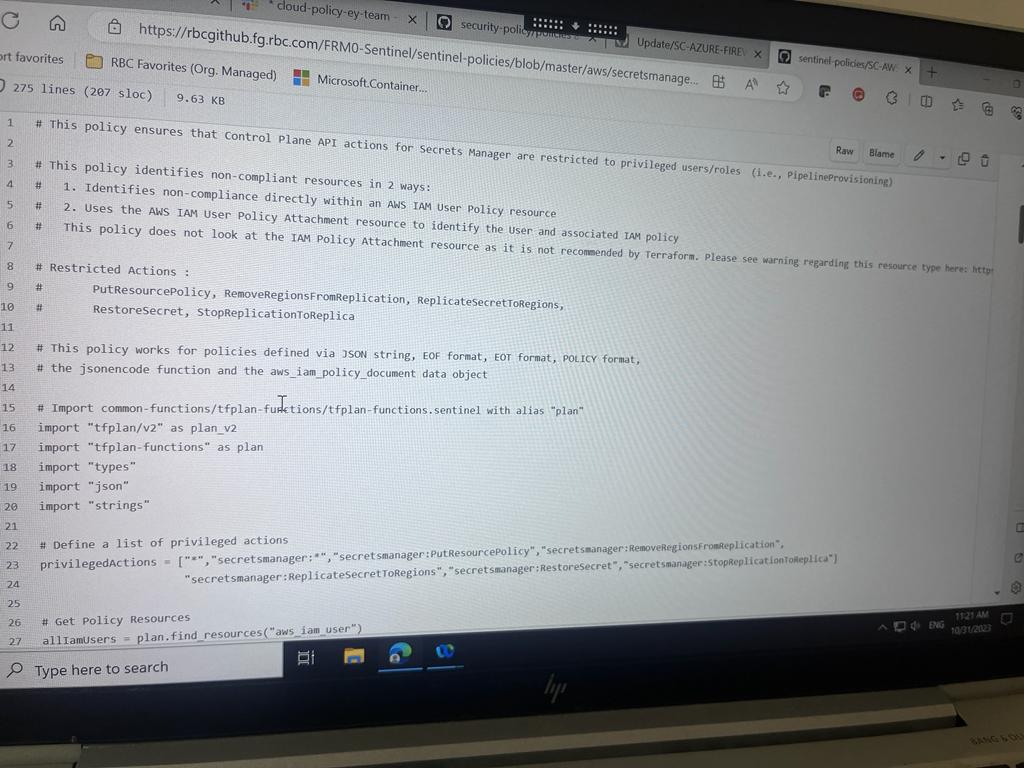 cloud-policy-ey-team
security-policy/policies
Update/SC-AZURE-FIREW
sentinel-policies/SC-AW
https://rbcgithub.fg.rbc.com/FRM0-Sentinel/sentinel-policies/blob/master/aws/secretsmanage...
ort favorites
RBC Favorites (Org. Managed)
Microsoft.Container...
275 lines (207 sloc)
9.63 KB
Raw
Blame
1 # This policy ensures that Control Plane API actions for Secrets Manager are restricted to privileged users/roles (i.e., PipelineProvisioning)
2
3 # This policy identifies non-compliant resources in 2 ways:
4 # 1. Identifies non-compliance directly within an AWS IAM User Policy resource
5 # 2. Uses the AWS IAM User Policy Attachment resource to identify the User and associated IAM policy
6 # This policy does not look at the IAM Policy Attachment resource as it is not recommended by Terraform. Please see warning regarding this resource type here: http
7
8 # Restricted Actions :
9 # PutResourcePolicy, RemoveRegionsFromReplication, ReplicateSecretToRegions,
10 # RestoreSecret, StopReplicationToReplica
11
12 # This policy works for policies defined via JSON string, EOF format, EOT format, POLICY format,
13 # the jsonencode function and the aws_iam_policy_document data object
14
15 # Import common-functions/tfplan-functions/tfplan-functions.sentinel with alias "plan"
16 import "tfplan/v2" as plan_v2
17 import "tfplan-functions" as plan
18 import "types"
19 import "json"
20 import "strings"
21
22 # Define a list of privileged actions
23 privilegedActions = ["*","secretsmanager:*","secretsmanager:PutResourcePolicy","secretsmanager:RemoveRegionsFromReplication",
24 "secretsmanager:ReplicateSecretToRegions","secretsmanager:RestoreSecret","secretsmanager:StopReplicationToReplica"]
25
26 # Get Policy Resources
27 allIamUsers = plan.find_resources("aws_iam_user")
Type here to search
ENG
11:21 AM
10/31/2023
hp
BANG & OLU